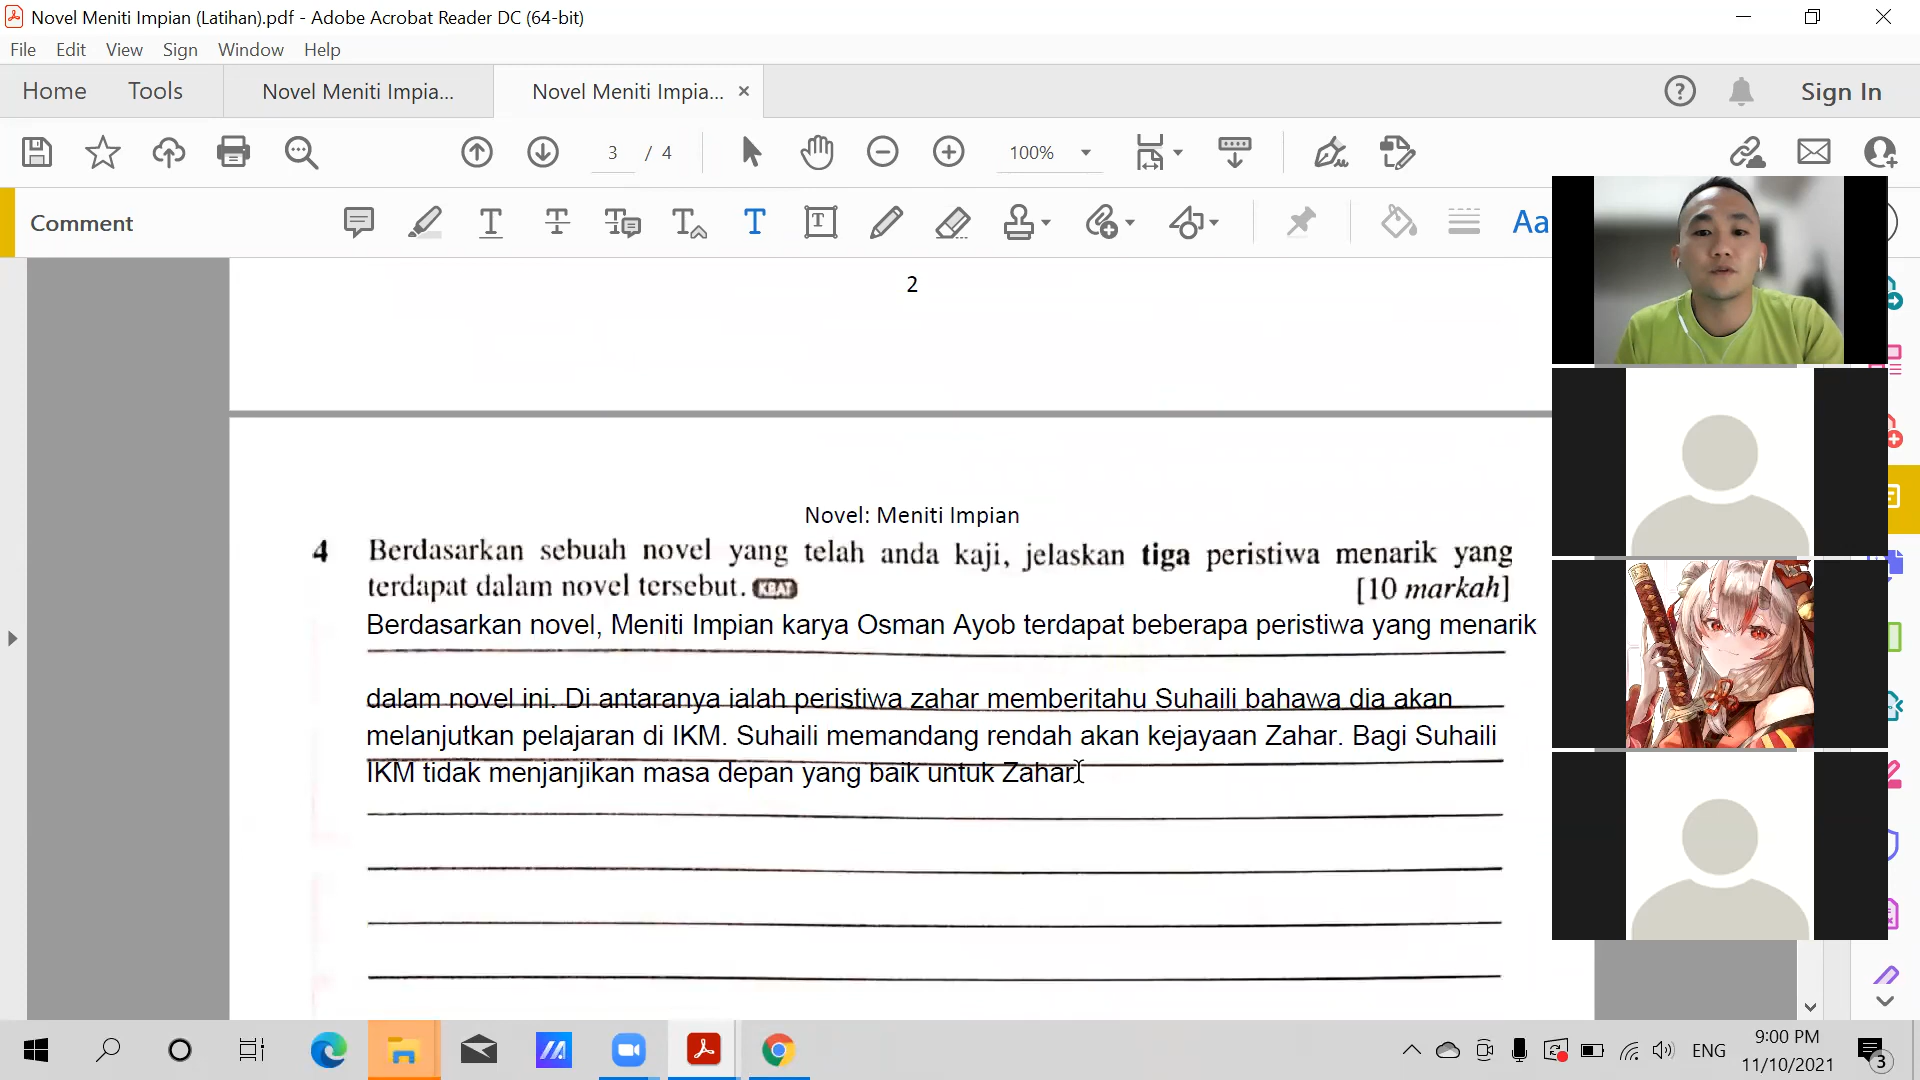 Novel Meniti Impian (Latihan).pdf - Adobe Acrobat Reader DC (64-bit)
File Edit View Sign Window Help
Home Tools Novel Meniti Impia... Novel Meniti Impia... × Sign In
3 / 4 100%
Comment
Aa
2
Novel: Meniti Impian
4 Berdasarkan sebuah novel yang telah anda kaji, jelaskan tiga peristiwa menarik yang
terdapat dalam novel tersebut. KBAT [10 markah]
Berdasarkan novel, Meniti Impian karya Osman Ayob terdapat beberapa peristiwa yang menarik
dalam novel ini. Di antaranya ialah peristiwa zahar memberitahu Suhaili bahawa dia akan
melanjutkan pelajaran di IKM. Suhaili memandang rendah akan kejayaan Zahar. Bagi Suhaili
IKM tidak menjanjikan masa depan yang baik untuk Zahar
9:00 PM
ENG
11/10/2021
3